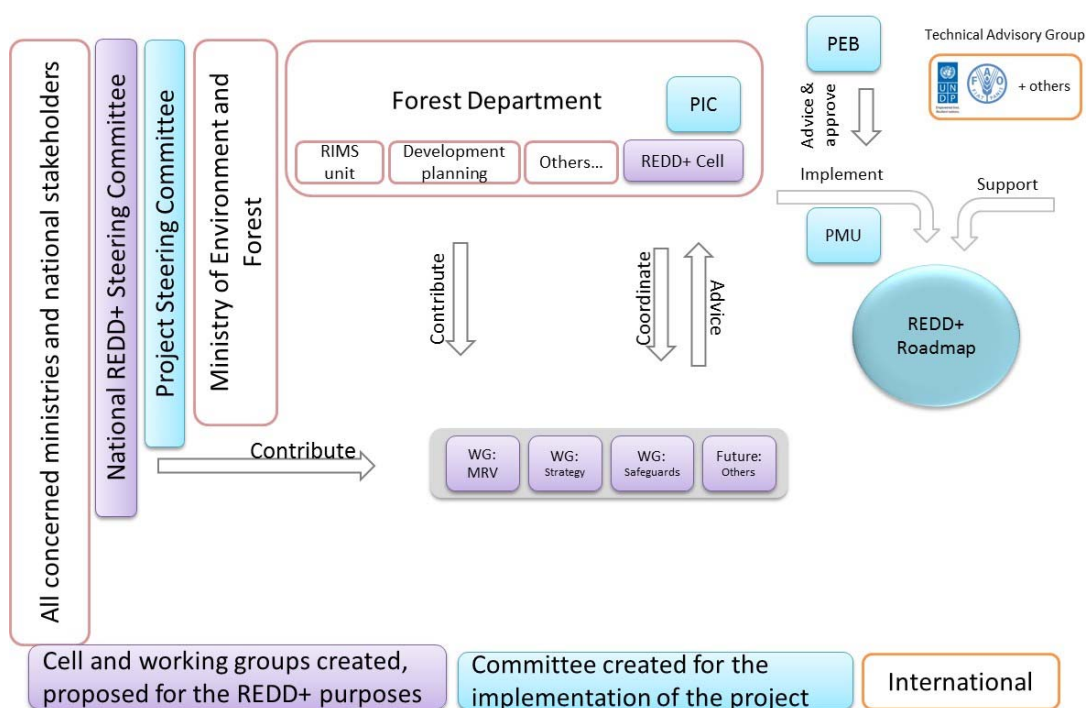 All concerned ministries and national stakeholders
National REDD+ Steering Committee
Project Steering Committee
Ministry of Environment and
Forest
Forest Department
PIC
RIMS
unit
Development
planning
Others...
REDD+ Cell
PEB
Advice &
approve
Technical Advisory Group
U N
D P
F A O
+ others
Implement
Support
PMU
REDD+
Roadmap
Contribute
Coordinate
Advice
Contribute
WG:
MRV
WG:
Strategy
WG:
Safeguards
Future:
Others
Cell and working groups created,
proposed for the REDD+ purposes
Committee created for the
implementation of the project
International